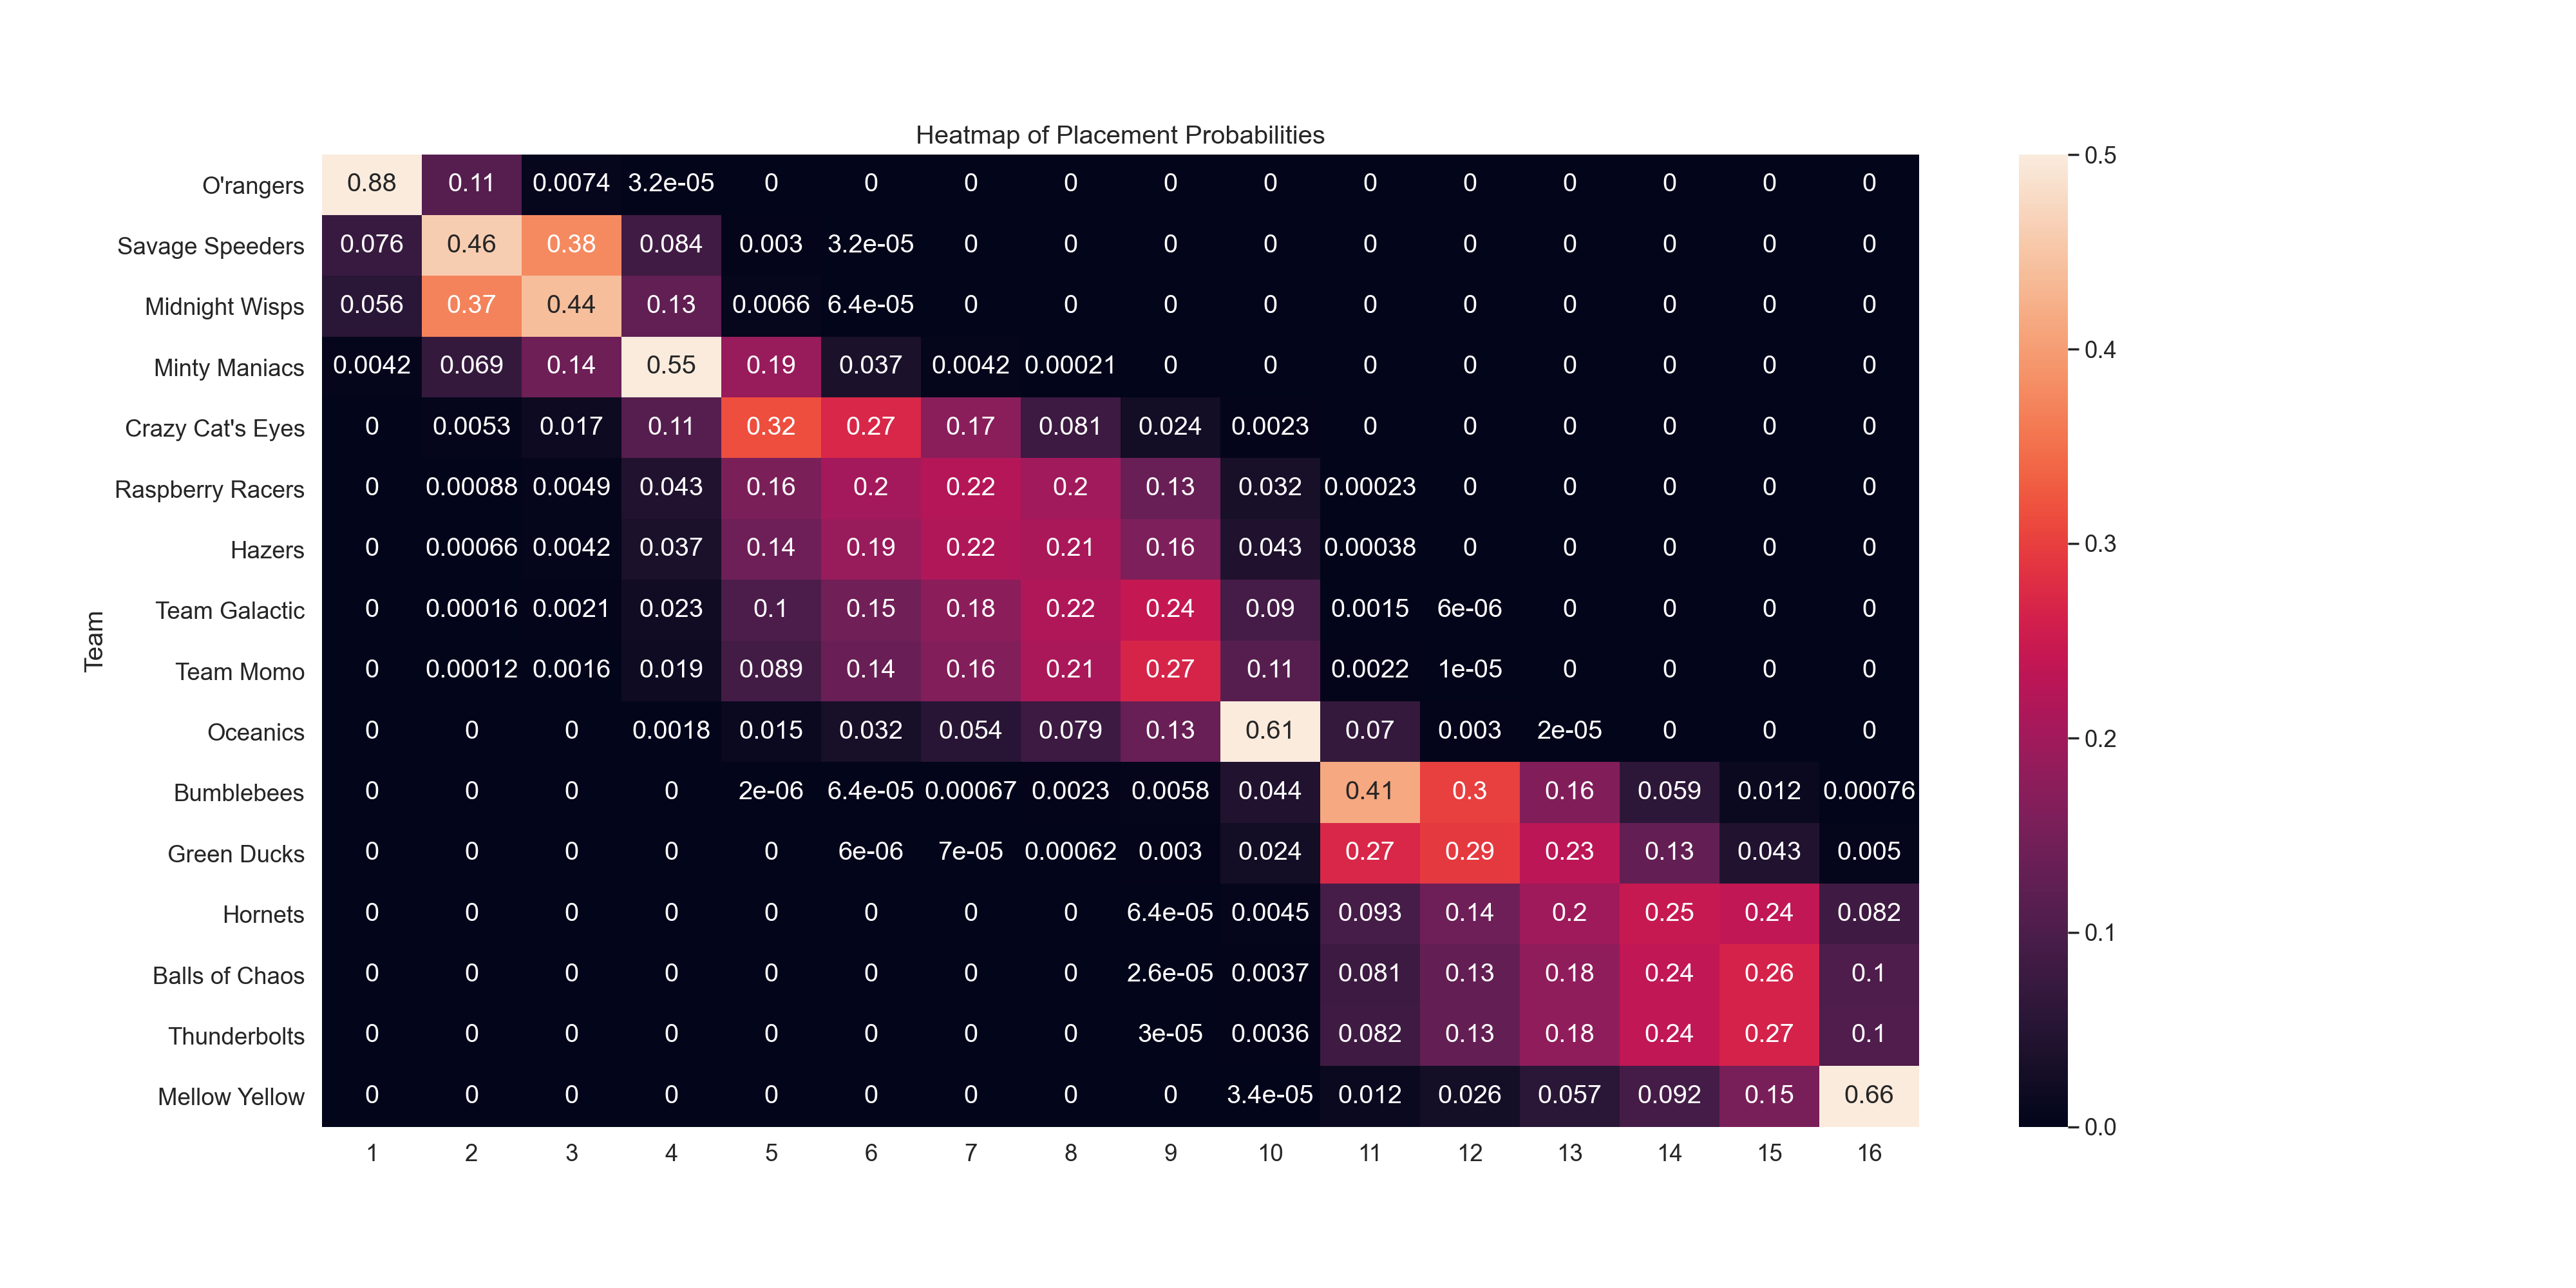 Heatmap of Placement Probabilities
O'rangers 0.88 0.11 0.0074 3.2e-05 0 0 0 0 0 0 0 0 0 0 0 0
Savage Speeders 0.076 0.46 0.38 0.084 0.003 3.2e-05 0 0 0 0 0 0 0 0 0 0
Midnight Wisps 0.056 0.37 0.44 0.13 0.0066 6.4e-05 0 0 0 0 0 0 0 0 0 0
Minty Maniacs 0.0042 0.069 0.14 0.55 0.19 0.037 0.0042 0.00021 0 0 0 0 0 0 0 0
Crazy Cat's Eyes 0 0.0053 0.017 0.11 0.32 0.27 0.17 0.081 0.024 0.0023 0 0 0 0 0 0
Raspberry Racers 0 0.00088 0.0049 0.043 0.16 0.2 0.22 0.2 0.13 0.032 0.00023 0 0 0 0 0
Hazers 0 0.00066 0.0042 0.037 0.14 0.19 0.22 0.21 0.16 0.043 0.00038 0 0 0 0 0
Team Galactic 0 0.00016 0.0021 0.023 0.1 0.15 0.18 0.22 0.24 0.09 0.0015 6e-06 0 0 0 0
Team Momo 0 0.00012 0.0016 0.019 0.089 0.14 0.16 0.21 0.27 0.11 0.0022 1e-05 0 0 0 0
Oceanics 0 0 0 0.0018 0.015 0.032 0.054 0.079 0.13 0.61 0.07 0.003 2e-05 0 0 0
Bumblebees 0 0 0 0 2e-06 6.4e-05 0.00067 0.0023 0.0058 0.044 0.41 0.3 0.16 0.059 0.012 0.00076
Green Ducks 0 0 0 0 0 6e-06 7e-05 0.00062 0.003 0.024 0.27 0.29 0.23 0.13 0.043 0.005
Hornets 0 0 0 0 0 0 0 0 6.4e-05 0.0045 0.093 0.14 0.2 0.25 0.24 0.082
Balls of Chaos 0 0 0 0 0 0 0 0 2.6e-05 0.0037 0.081 0.13 0.18 0.24 0.26 0.1
Thunderbolts 0 0 0 0 0 0 0 0 3e-05 0.0036 0.082 0.13 0.18 0.24 0.27 0.1
Mellow Yellow 0 0 0 0 0 0 0 0 0 3.4e-05 0.012 0.026 0.057 0.092 0.15 0.66
1 2 3 4 5 6 7 8 9 10 11 12 13 14 15 16
Team
0.5
0.4
0.3
0.2
0.1
0.0